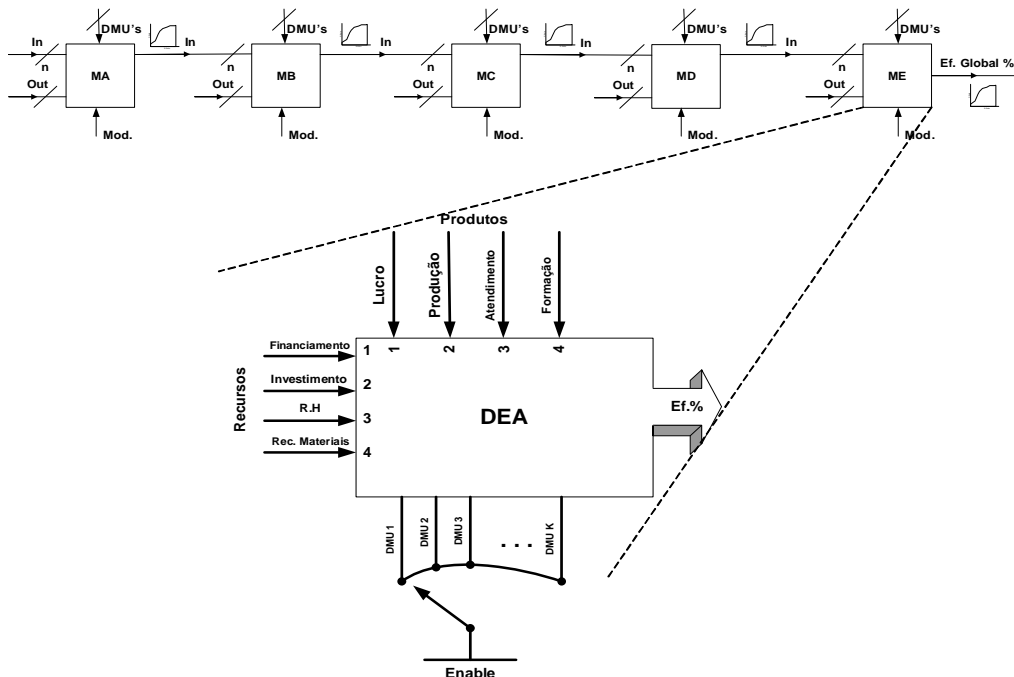 DMU's
DMU's
DMU's
DMU's
DMU's
In
In
In
In
In
n
n
n
n
n
MA
MB
MC
MD
ME
Ef. Global %
Out
Out
Out
Out
Out
Mod.
Mod.
Mod.
Mod.
Mod.
Produtos
Lucro
Produção
Atendimento
Formação
1
2
3
4
Recursos
Financiamento
1
Investimento
2
R.H
3
Rec. Materiais
4
DEA
Ef.%
DMU 1
DMU 2
DMU 3
. . .
DMU K
Enable